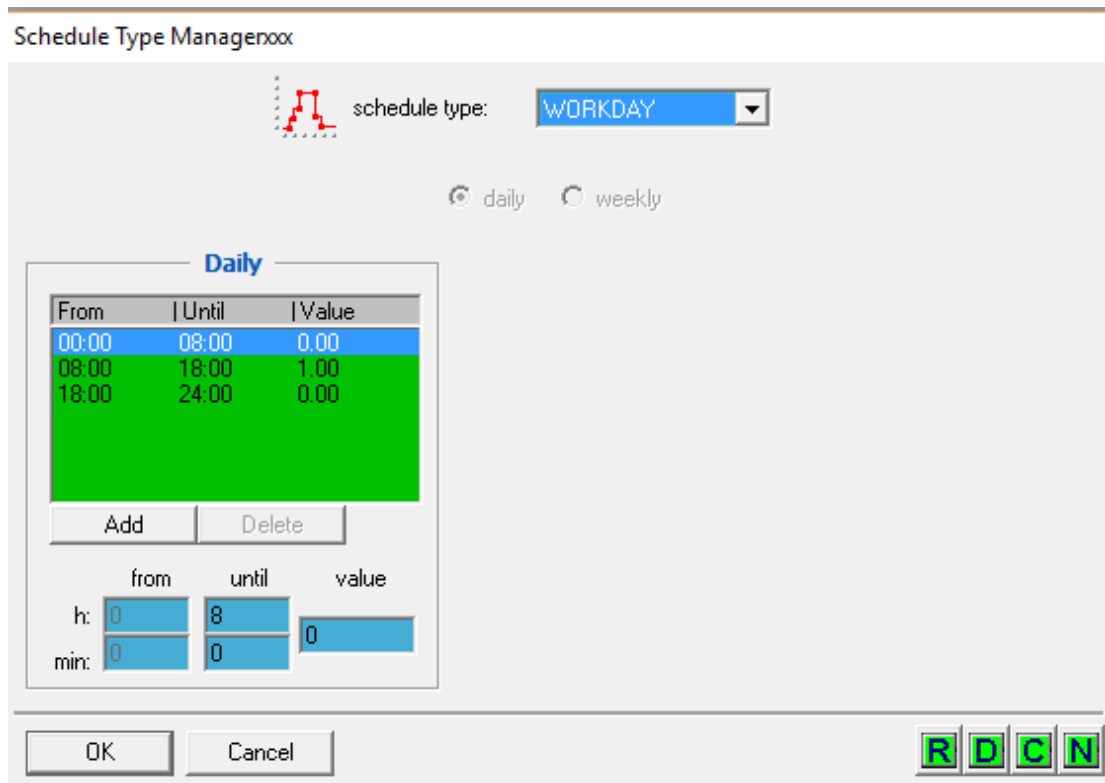 Schedule Type Managerxxx
schedule type: WORKDAY
daily weekly
Daily
From | Until | Value
00:00 08:00 0.00
08:00 18:00 1.00
18:00 24:00 0.00
Add Delete
from until value
h: 0 8
0
min: 0 0
OK Cancel R D C N